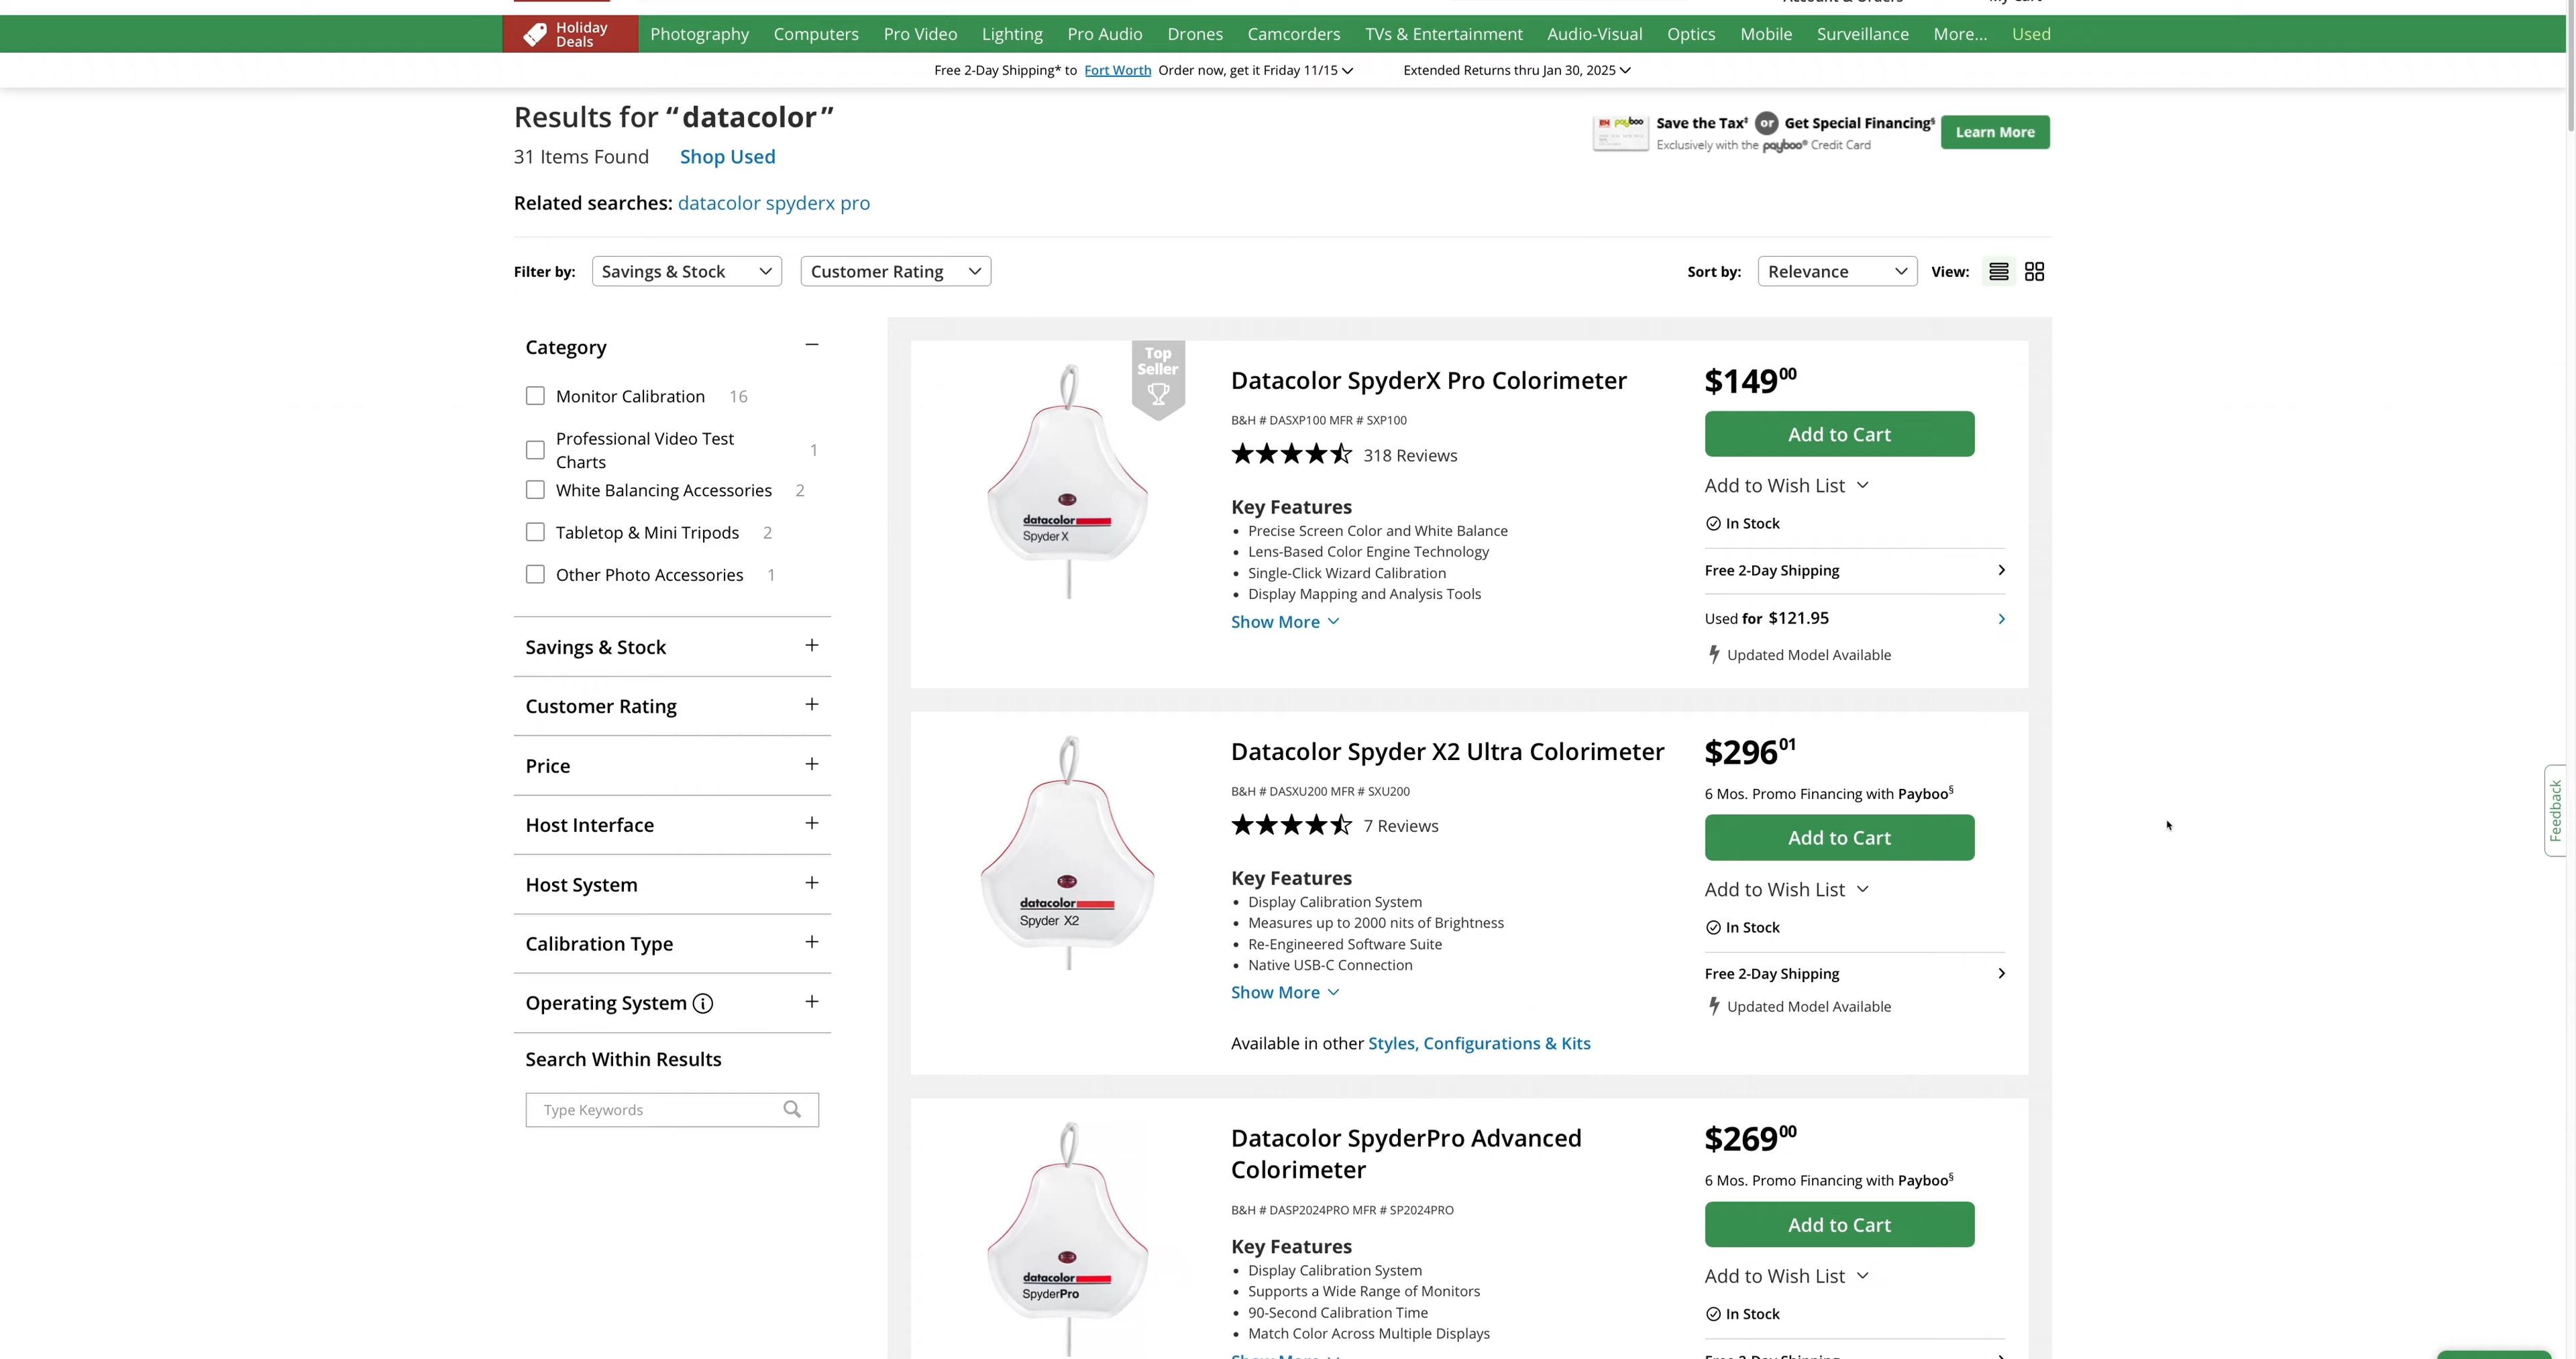 Holiday
Deals
Photography
Computers
Pro Video
Lighting
Pro Audio
Drones
Camcorders
TVs & Entertainment
Audio-Visual
Optics
Mobile
Surveillance
More...
Used
Free 2-Day Shipping* to Fort Worth Order now, get it Friday 11/15
Extended Returns thru Jan 30, 2025
Results for “datacolor”
31 Items Found
Shop Used
Related searches: datacolor spyderx pro
payboo
Save the Tax‡ or Get Special Financing§
Exclusively with the payboo® Credit Card
Learn More
Filter by:
Savings & Stock
Customer Rating
Sort by:
Relevance
View:
Category
Monitor Calibration 16
Professional Video Test
Charts
1
White Balancing Accessories 2
Tabletop & Mini Tripods 2
Other Photo Accessories 1
Savings & Stock
Customer Rating
Price
Host Interface
Host System
Calibration Type
Operating System
Search Within Results
Type Keywords
Top
Seller
datacolor
SpyderX
Datacolor SpyderX Pro Colorimeter
B&H # DASXP100 MFR # SXP100
318 Reviews
Key Features
• Precise Screen Color and White Balance
• Lens-Based Color Engine Technology
• Single-Click Wizard Calibration
• Display Mapping and Analysis Tools
Show More
$149 00
Add to Cart
Add to Wish List
In Stock
Free 2-Day Shipping
Used for $121.95
Updated Model Available
datacolor
Spyder X2
Datacolor Spyder X2 Ultra Colorimeter
B&H # DASXU200 MFR # SXU200
7 Reviews
Key Features
• Display Calibration System
• Measures up to 2000 nits of Brightness
• Re-Engineered Software Suite
• Native USB-C Connection
Show More
Available in other Styles, Configurations & Kits
$296 01
6 Mos. Promo Financing with Payboo§
Add to Cart
Add to Wish List
In Stock
Free 2-Day Shipping
Updated Model Available
datacolor
SpyderPro
Datacolor SpyderPro Advanced
Colorimeter
B&H # DASP2024PRO MFR # SP2024PRO
Key Features
• Display Calibration System
• Supports a Wide Range of Monitors
• 90-Second Calibration Time
• Match Color Across Multiple Displays
$269 00
6 Mos. Promo Financing with Payboo§
Add to Cart
Add to Wish List
In Stock
Feedback